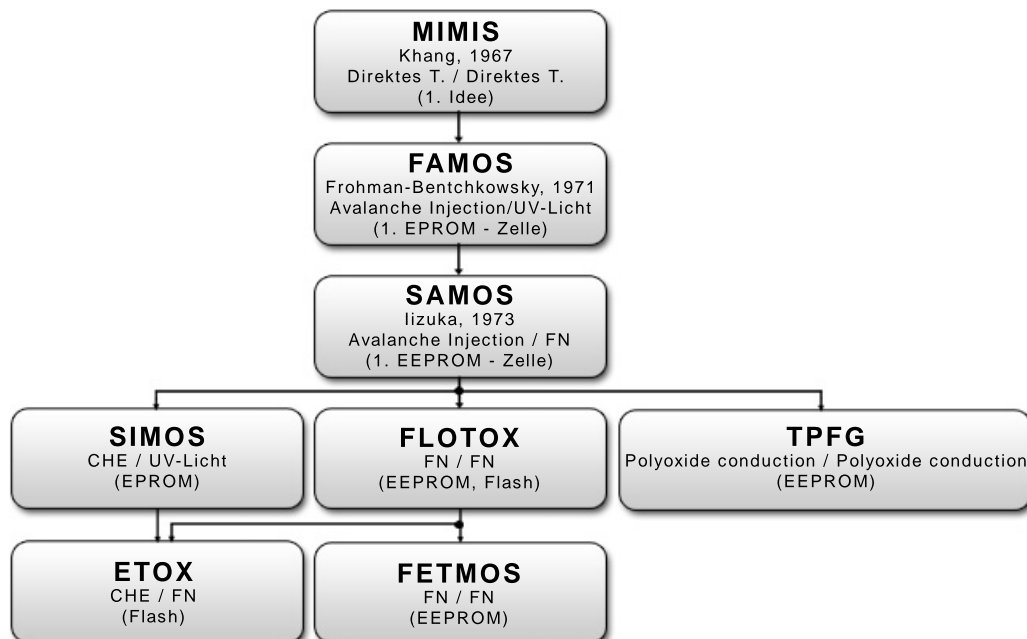 MIMIS
Khang, 1967
Direktes T. / Direktes T.
(1. Idee)
FAMOS
Frohman-Bentchkowsky, 1971
Avalanche Injection/UV-Licht
(1. EPROM - Zelle)
SAMOS
Iizuka, 1973
Avalanche Injection / FN
(1. EEPROM - Zelle)
SIMOS
CHE / UV-Licht
(EPROM)
FLOTOX
FN / FN
(EEPROM, Flash)
TPFG
Polyoxide conduction / Polyoxide conduction
(EEPROM)
ETOX
CHE / FN
(Flash)
FETMOS
FN / FN
(EEPROM)